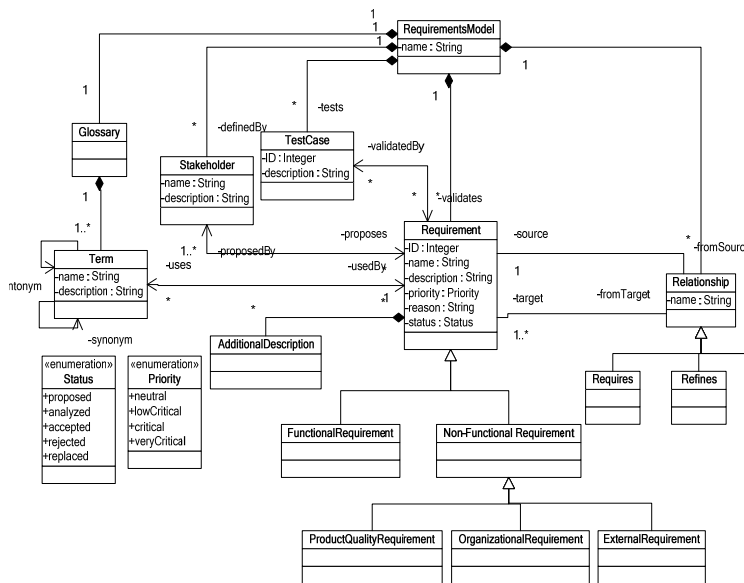 1
RequirementsModel
-name : String
1
1
1
1
1
-tests
*
-definedBy
*
Glossary
TestCase
-ID : Integer
-description : String
-validatedBy
Stakeholder
-name : String
-description : String
*
*
*
-validates
1
1..*
Requirement
-ID : Integer
-name : String
-description : String
-priority : Priority
-reason : String
-status : Status
-proposes
-source
*
-fromSourc
1..*
-proposedBy
Term
-name : String
-description : String
-uses
-usedBy
1
Relationship
-name : String
ntonym
*
*
*
1
-target
-fromTarget
-synonym
AdditionalDescription
1..*
«enumeration»
Status
+proposed
+analyzed
+accepted
+rejected
+replaced
«enumeration»
Priority
+neutral
+lowCritical
+critical
+veryCritical
Requires
Refines
FunctionalRequirement
Non-Functional Requirement
ProductQualityRequirement
OrganizationalRequirement
ExternalRequirement